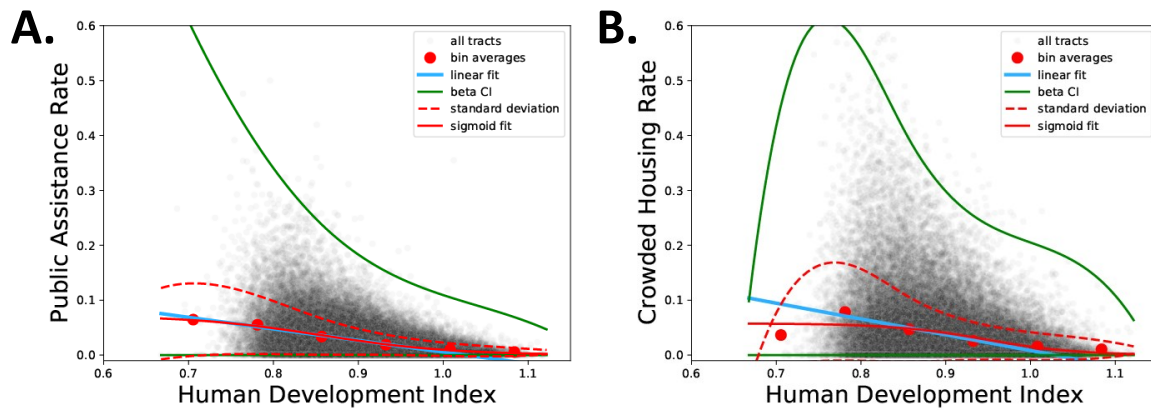 A.
0.6
0.5
0.4
0.3
0.2
0.1
0.0
Public Assistance Rate
all tracts
bin averages
linear fit
beta CI
standard deviation
sigmoid fit
0.6
0.7
0.8
0.9
1.0
1.1
Human Development Index
B.
0.6
0.5
0.4
0.3
0.2
0.1
0.0
Crowded Housing Rate
all tracts
bin averages
linear fit
beta CI
standard deviation
sigmoid fit
0.6
0.7
0.8
0.9
1.0
1.1
Human Development Index